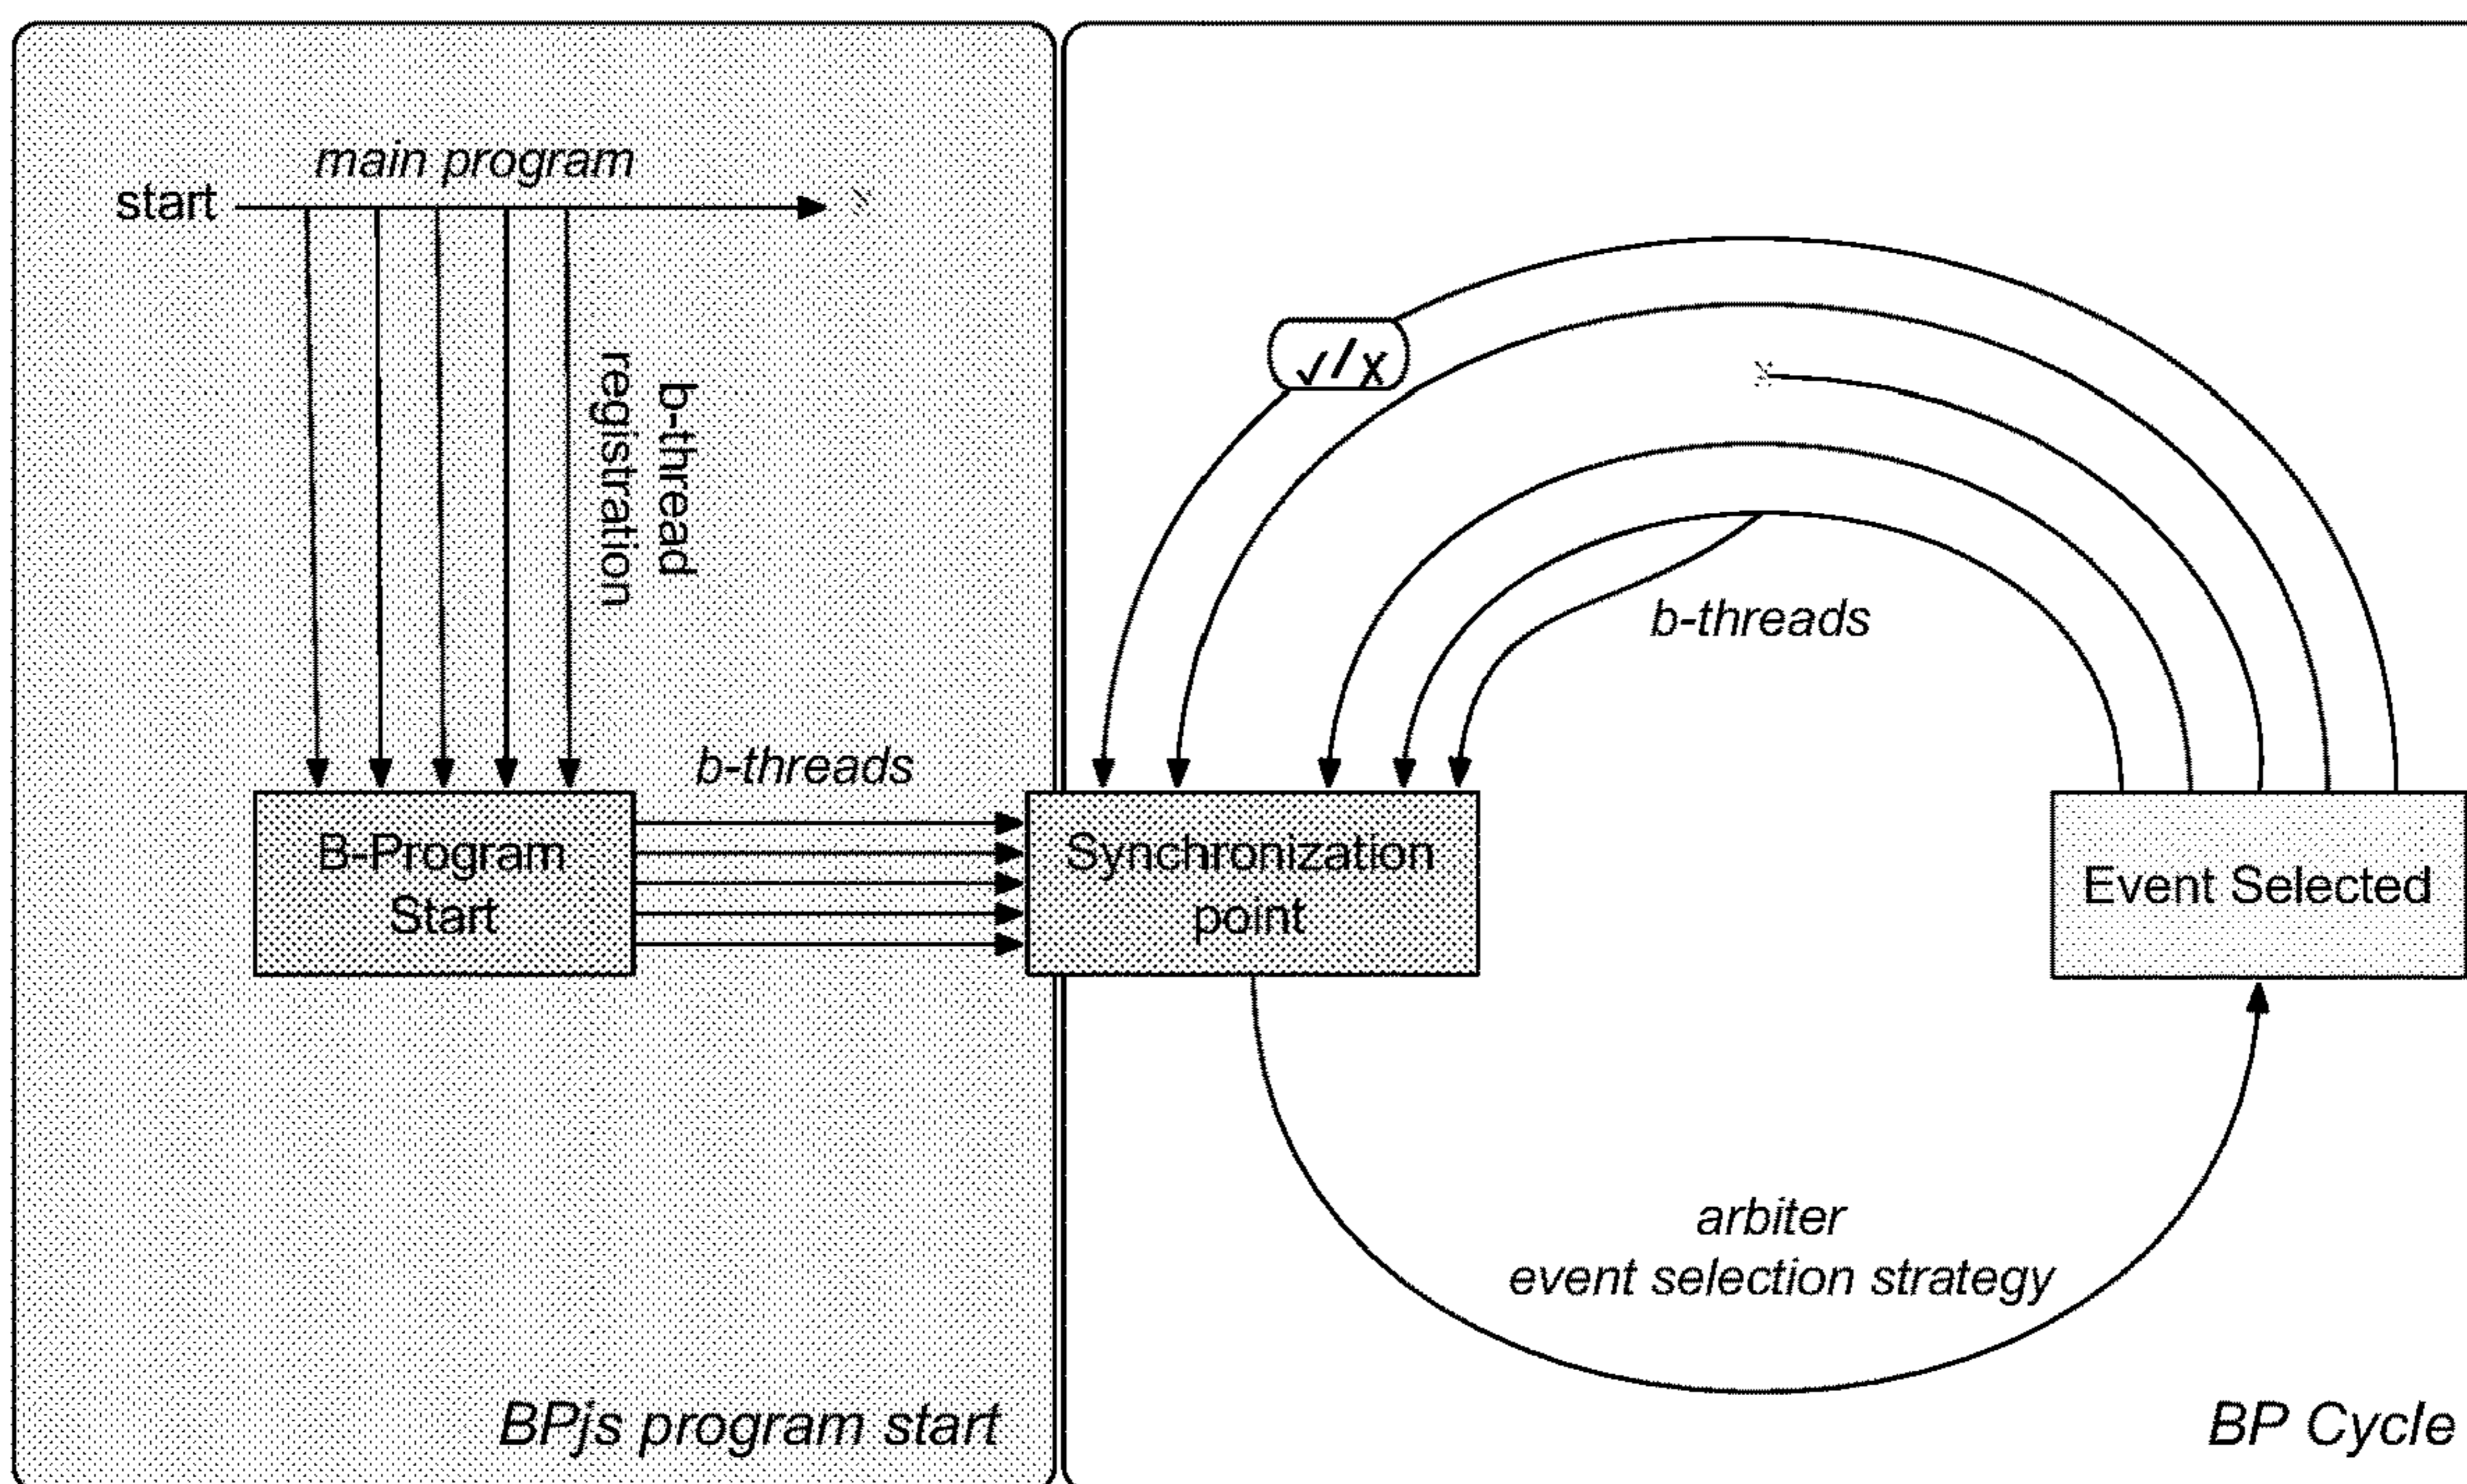 main program
start
b-thread
registration
b-threads
B-Program
Start
Synchronization
point
✓/x
b-threads
Event Selected
arbiter
event selection strategy
BPjs program start
BP Cycle